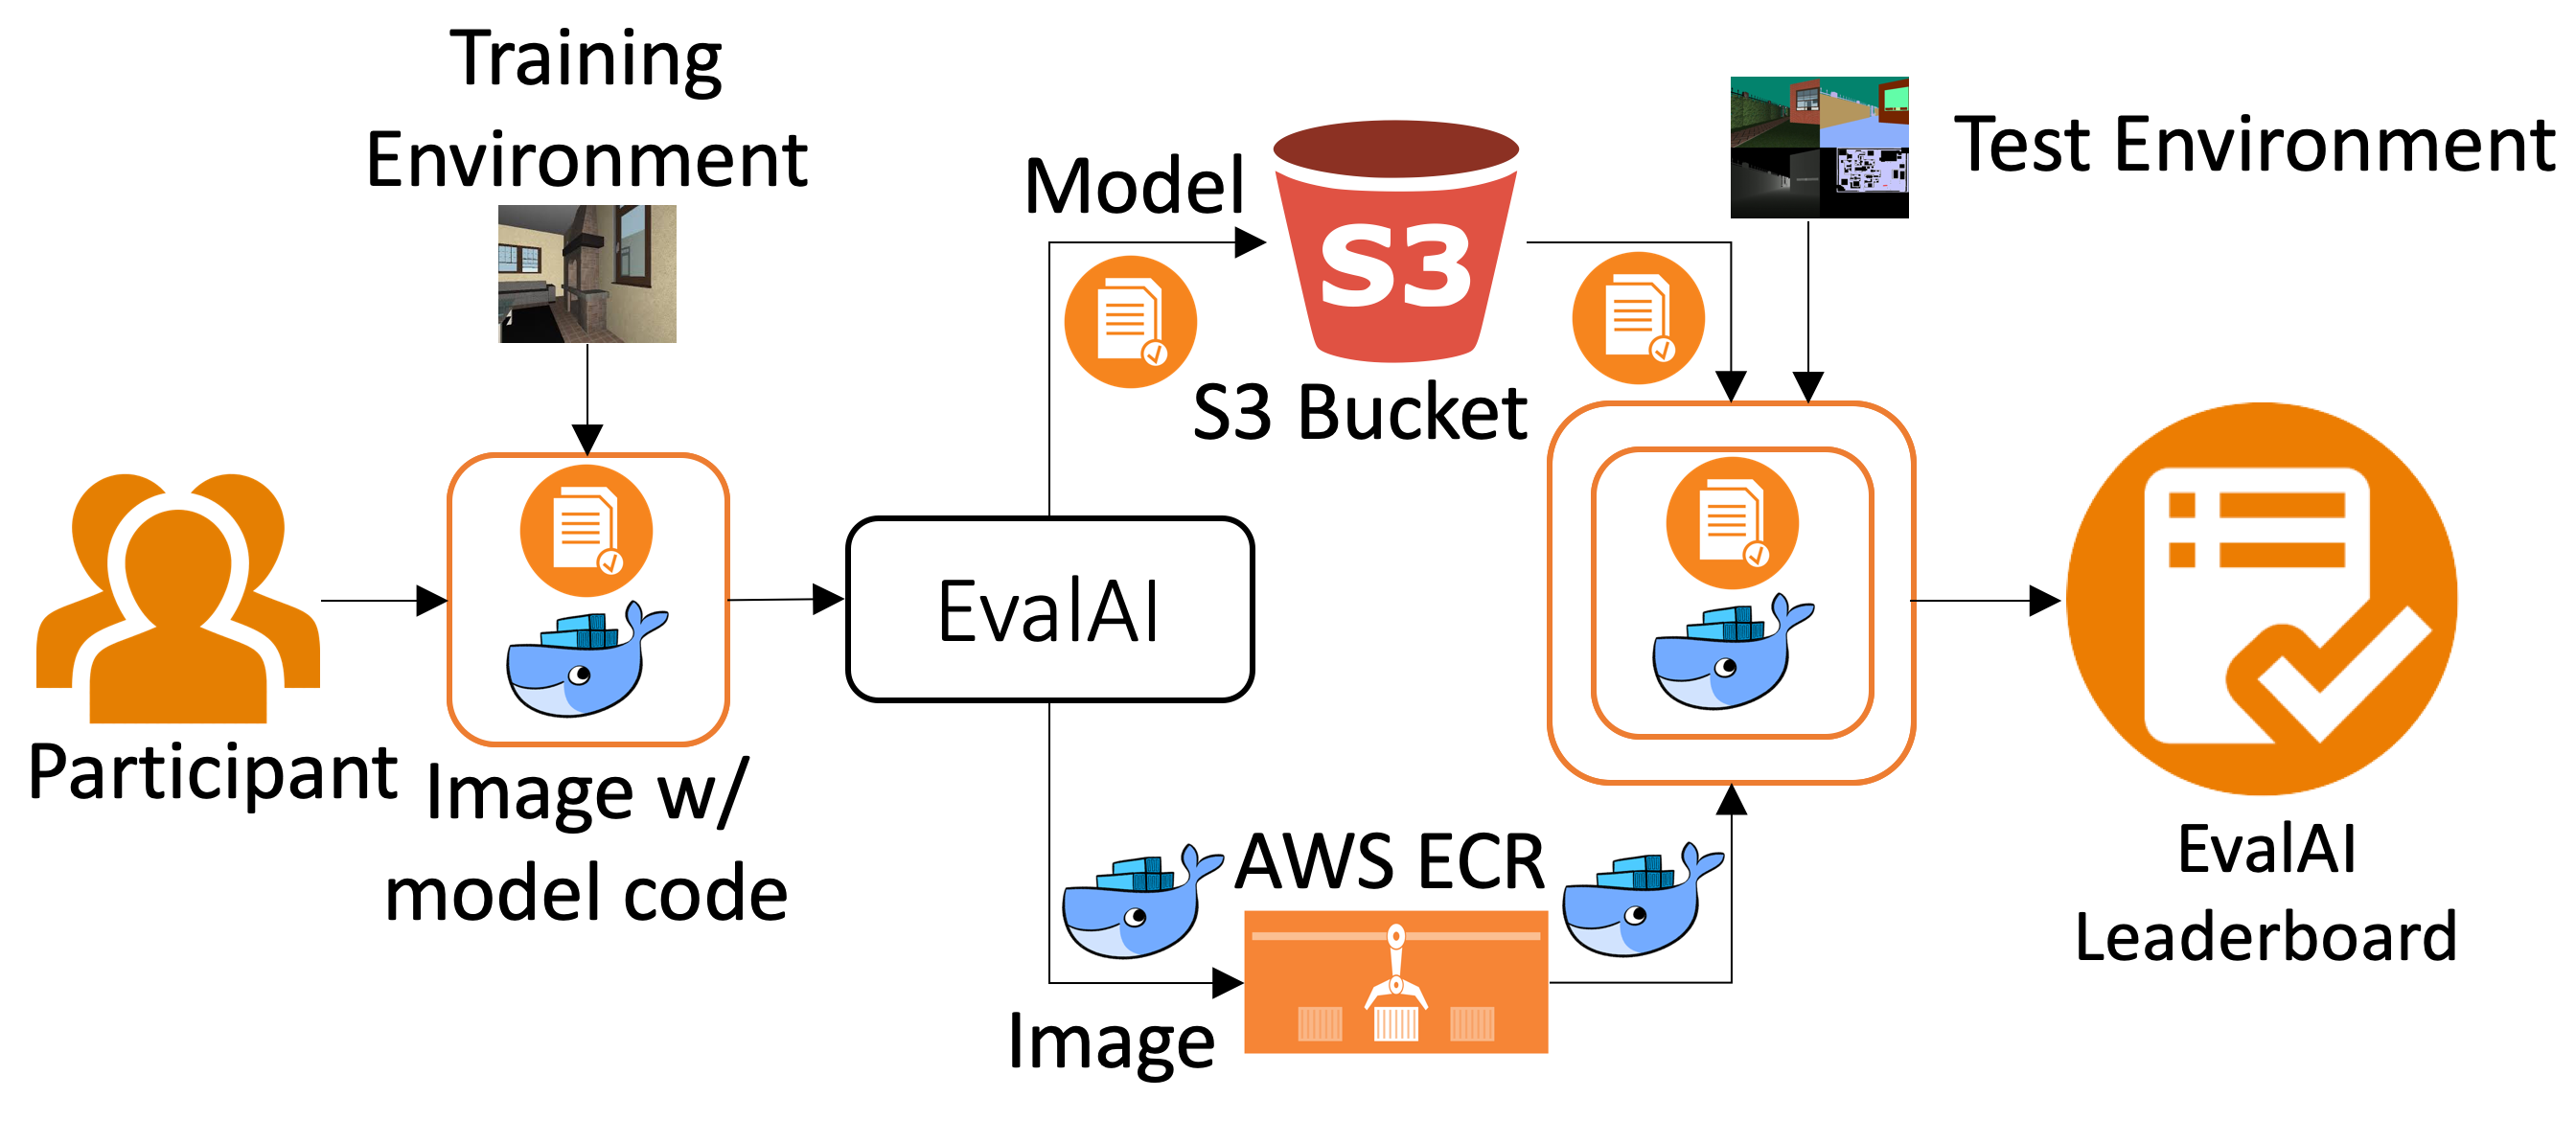 Training
Environment
Model
S3
S3 Bucket
Test Environment
Participant
Image w/
model code
EvalAI
AWS ECR
Image
EvalAI
Leaderboard